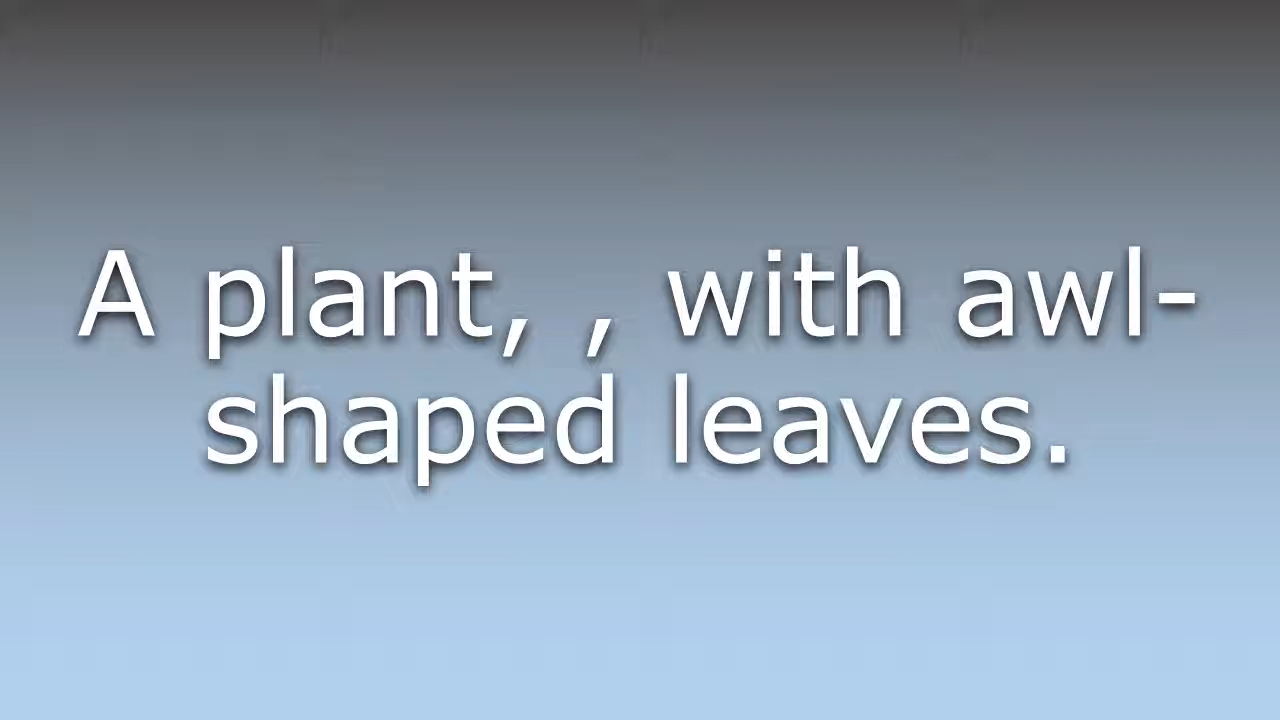 A plant, , with awl-
shaped leaves.